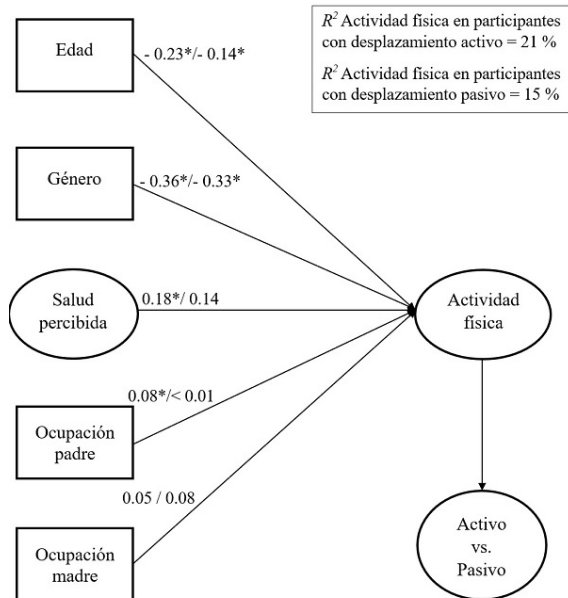 R² Actividad física en participantes
con desplazamiento activo = 21 %
R² Actividad física en participantes
con desplazamiento pasivo = 15 %
Edad
- 0.23*/- 0.14*
Género
- 0.36*/- 0.33*
Salud
percibida
0.18*/ 0.14
Actividad
física
0.08*/< 0.01
Ocupación
padre
0.05 / 0.08
Ocupación
madre
Activo
vs.
Pasivo